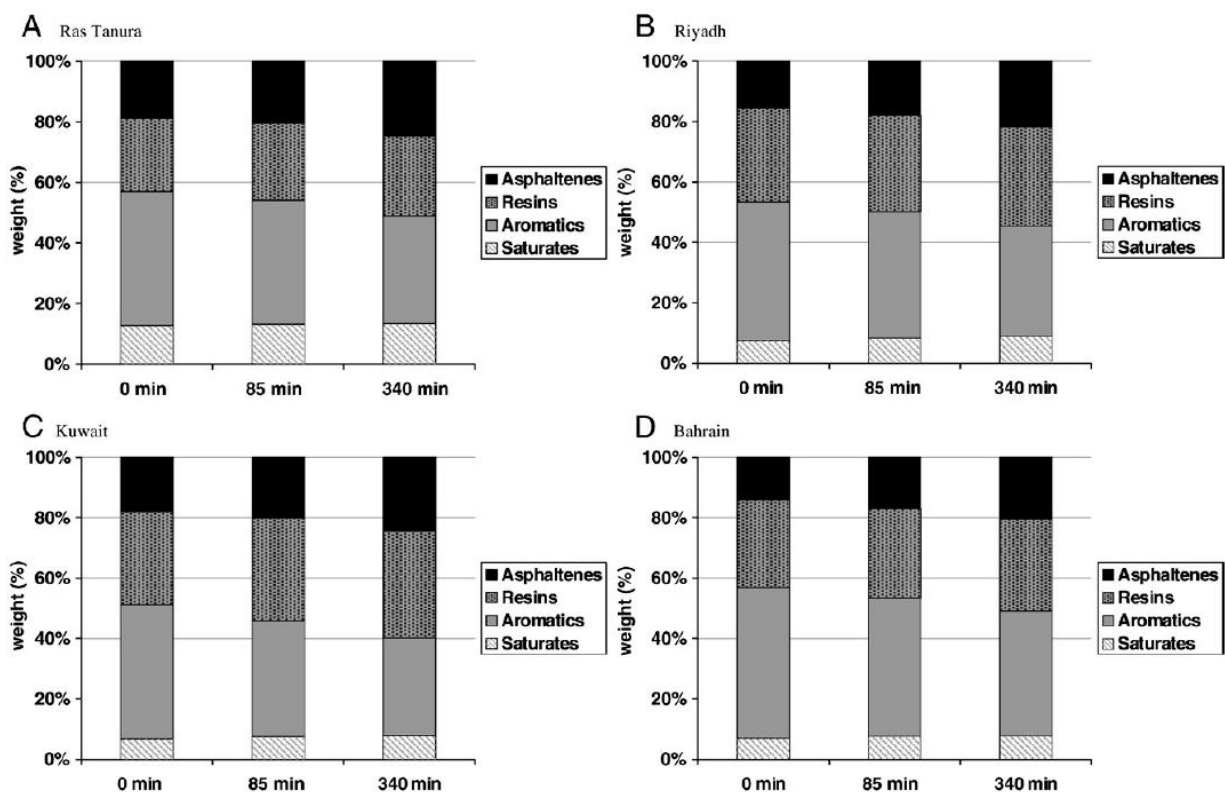 A Ras Tanura
100%
80%
60%
40%
20%
0%
weight (%)
0 min 85 min 340 min
Asphaltenes
Resins
Aromatics
Saturates
B Riyadh
100%
80%
60%
40%
20%
0%
weight (%)
0 min 85 min 340 min
Asphaltenes
Resins
Aromatics
Saturates
C Kuwait
100%
80%
60%
40%
20%
0%
weight (%)
0 min 85 min 340 min
Asphaltenes
Resins
Aromatics
Saturates
D Bahrain
100%
80%
60%
40%
20%
0%
weight (%)
0 min 85 min 340 min
Asphaltenes
Resins
Aromatics
Saturates